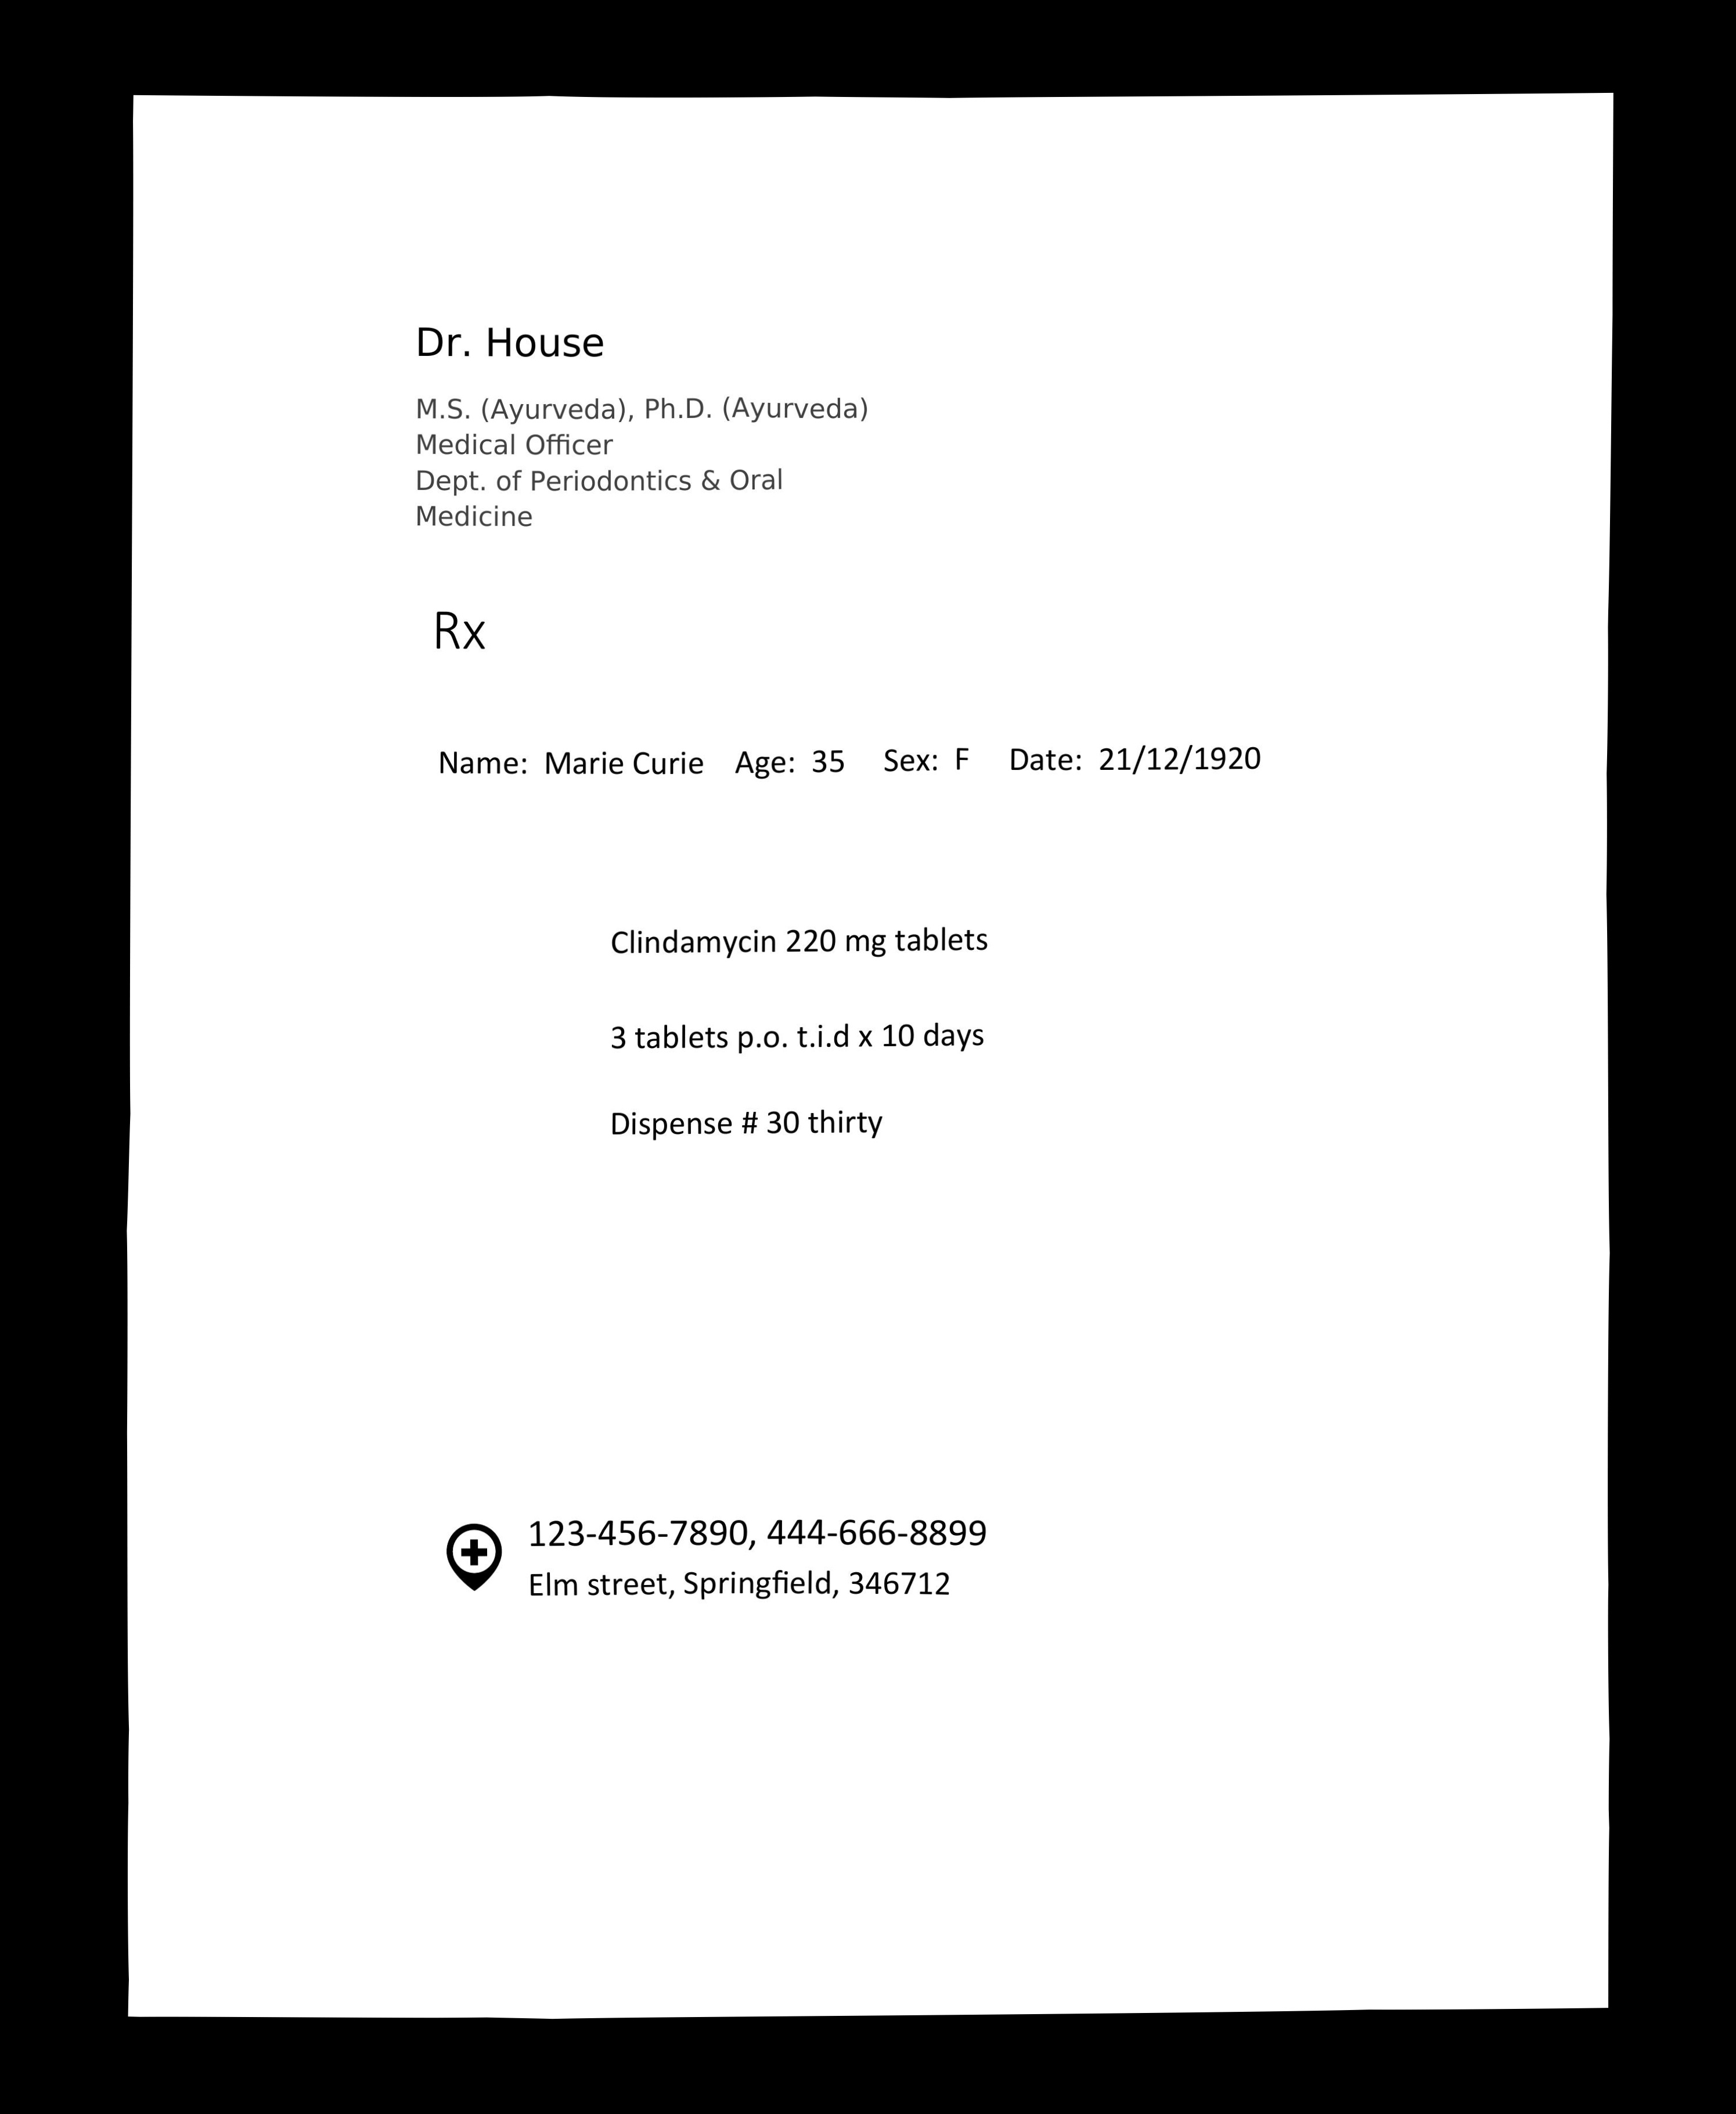 Dr. House
M.S. (Ayurveda), Ph.D. (Ayurveda)
Medical Officer
Dept. of Periodontics & Oral
Medicine
Rx
Name: Marie Curie Age: 35 Sex: F Date: 21/12/1920
Clindamycin 220 mg tablets
3 tablets p.o. t.i.d x 10 days
Dispense # 30 thirty
123-456-7890, 444-666-8899
Elm street, Springfield, 346712